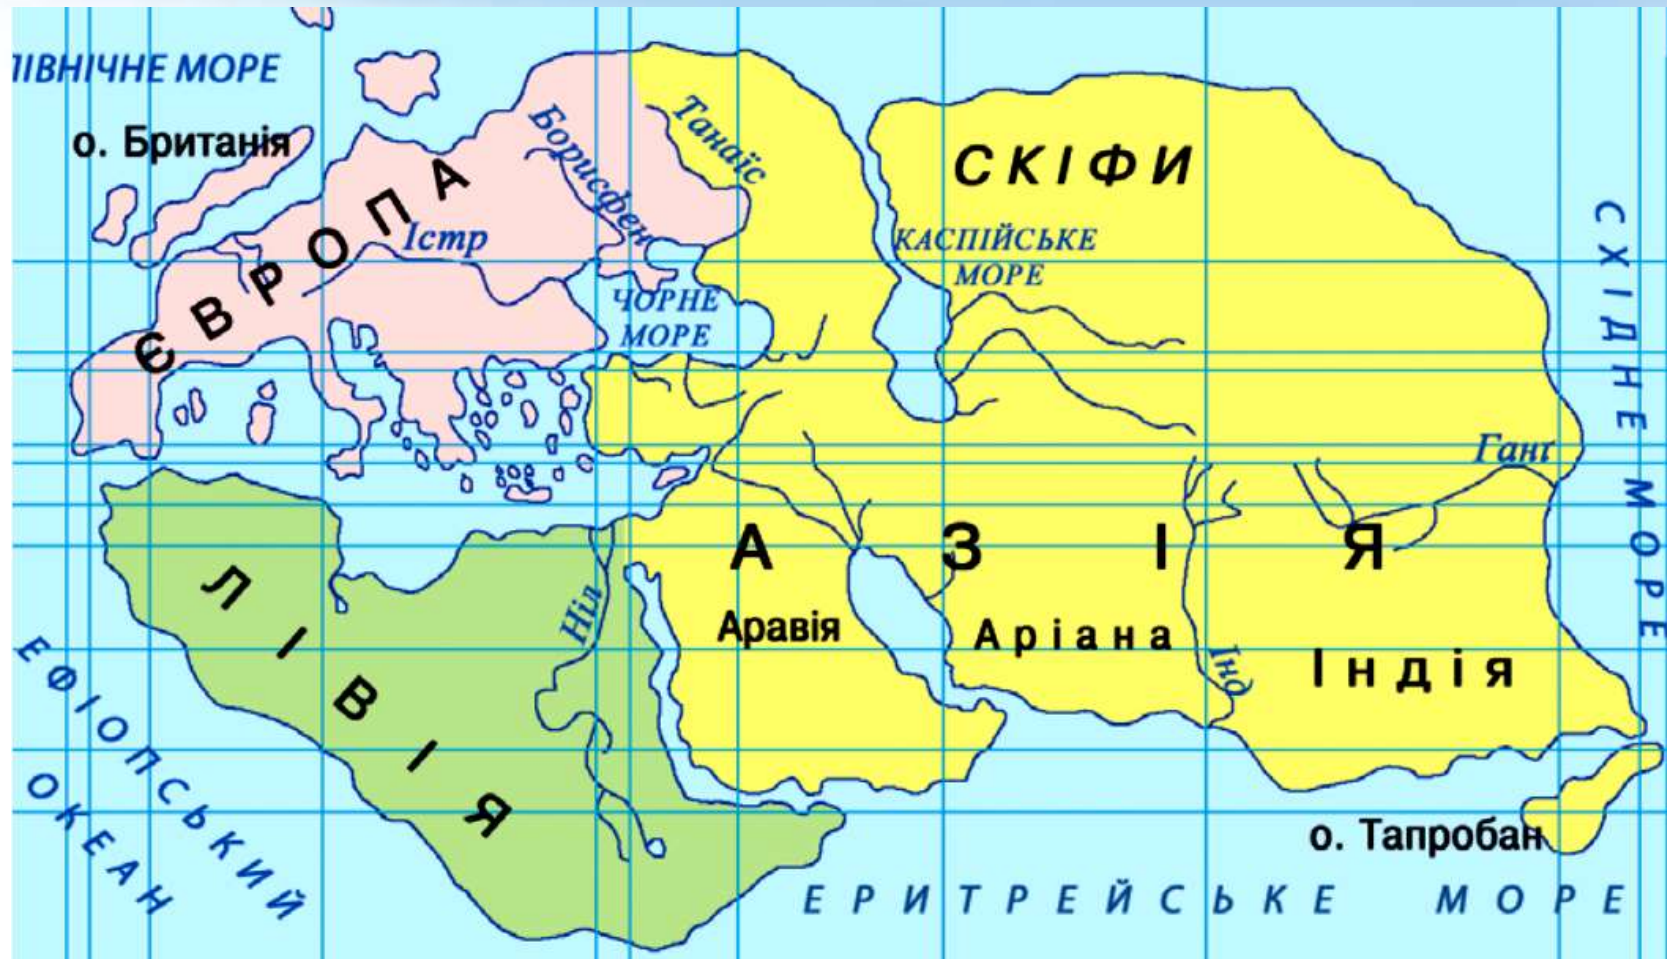 ПІВНІЧНЕ МОРЕ
о. Британія
ЄВРОПА
Істр
Борисфен
Танаїс
СКІФИ
КАСПІЙСЬКЕ
МОРЕ
ЧОРНЕ
МОРЕ
СХІДНЕ МОРЕ
Ганг
АЗІЯ
Аравія
Аріана
Інд
Індія
Ніл
ЛІВІЯ
ЕФІОПСЬКИЙ
ОКЕАН
о. Тапробан
ЕРИТРЕЙСЬКЕ МОРЕ